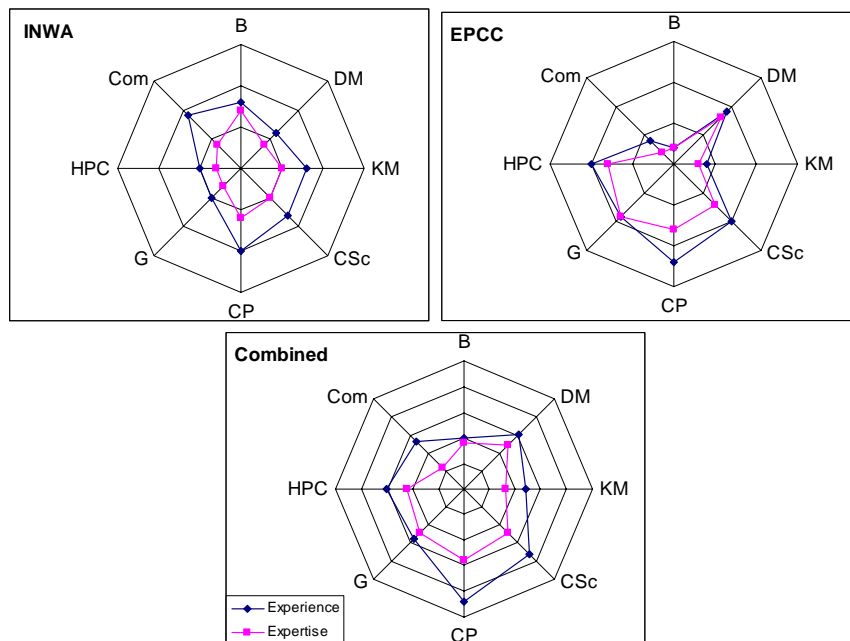 INWA
B
Com
DM
HPC
KM
G
CSc
CP
EPCC
B
Com
DM
HPC
KM
G
CSc
CP
Combined
B
Com
DM
HPC
KM
G
CSc
CP
Experience
Expertise